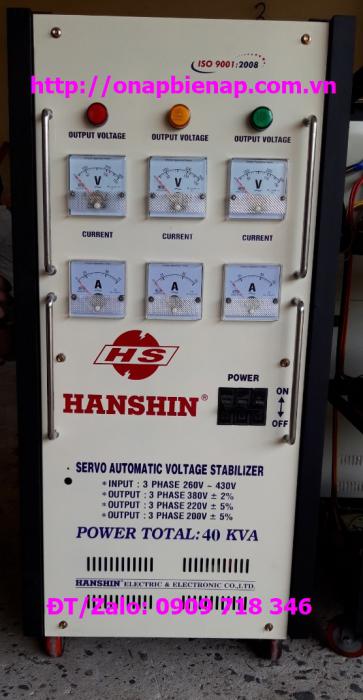 ISO 9001:2008
http://onapbienap.com.vn
OUTPUT VOLTAGE OUTPUT VOLTAGE OUTPUT VOLTAGE
V V V
CURRENT CURRENT CURRENT
A A A
HS
POWER
HANSHIN®
ON
OFF
SERVO AUTOMATIC VOLTAGE STABILIZER
*INPUT : 3 PHASE 260V ~ 430V
*OUTPUT : 3 PHASE 380V ± 2%
*OUTPUT : 3 PHASE 220V ± 5%
*OUTPUT : 3 PHASE 200V ± 5%
POWER TOTAL: 40 KVA
HANSHIN® ELECTRIC & ELECTRONIC CO.,LTD.
ĐT/Zalo: 0909 718 346